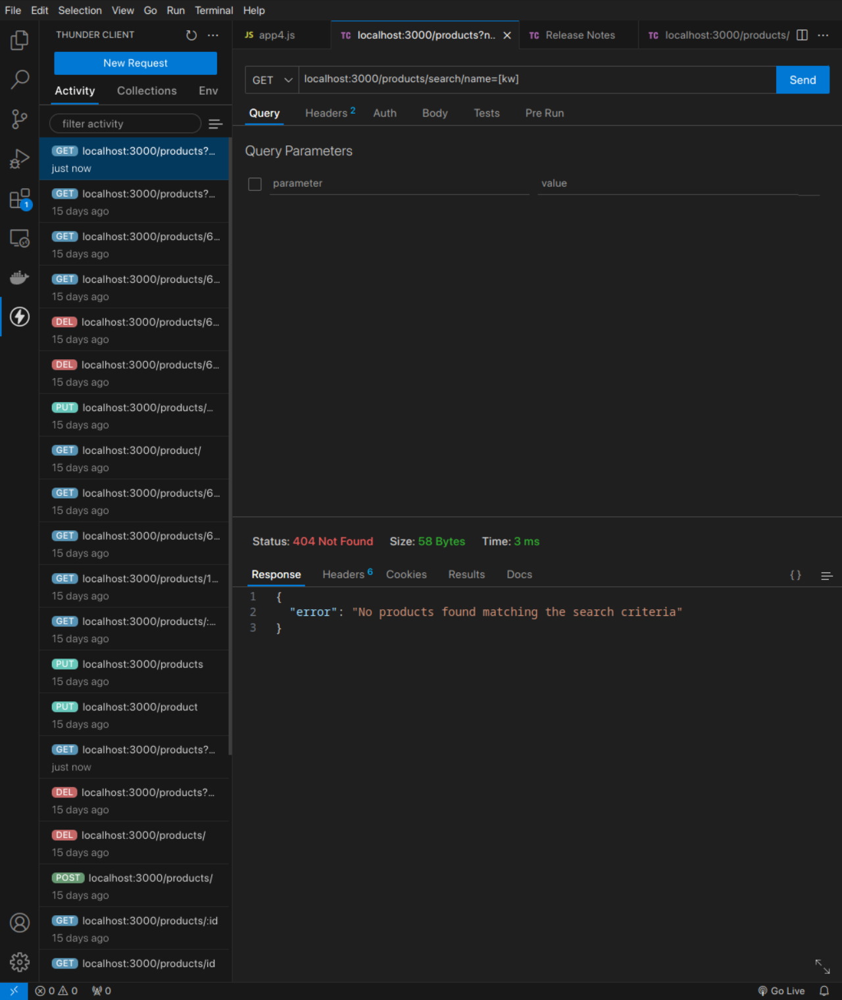 File Edit Selection View Go Run Terminal Help
THUNDER CLIENT
New Request
Activity Collections Env
filter activity
GET localhost:3000/products?...
just now
GET localhost:3000/products?...
15 days ago
GET localhost:3000/products/6...
15 days ago
GET localhost:3000/products/6...
15 days ago
DEL localhost:3000/products/6...
15 days ago
DEL localhost:3000/products/6...
15 days ago
PUT localhost:3000/products/...
15 days ago
GET localhost:3000/product/
15 days ago
GET localhost:3000/products/6...
15 days ago
GET localhost:3000/products/6...
15 days ago
GET localhost:3000/products/1...
15 days ago
GET localhost:3000/products/:...
15 days ago
PUT localhost:3000/products
15 days ago
PUT localhost:3000/product
15 days ago
GET localhost:3000/products?...
just now
DEL localhost:3000/products?...
15 days ago
DEL localhost:3000/products/
15 days ago
POST localhost:3000/products/
15 days ago
GET localhost:3000/products/:id
15 days ago
GET localhost:3000/products/id
1
JS app4.js TC localhost:3000/products?n.. TC Release Notes TC localhost:3000/products/
GET localhost:3000/products/search/name=[kw] Send
Query Headers 2 Auth Body Tests Pre Run
Query Parameters
parameter value
Status: 404 Not Found Size: 58 Bytes Time: 3 ms
Response Headers 6 Cookies Results Docs { }
1 {
2 "error": "No products found matching the search criteria"
3 }
0 0 0 Go Live